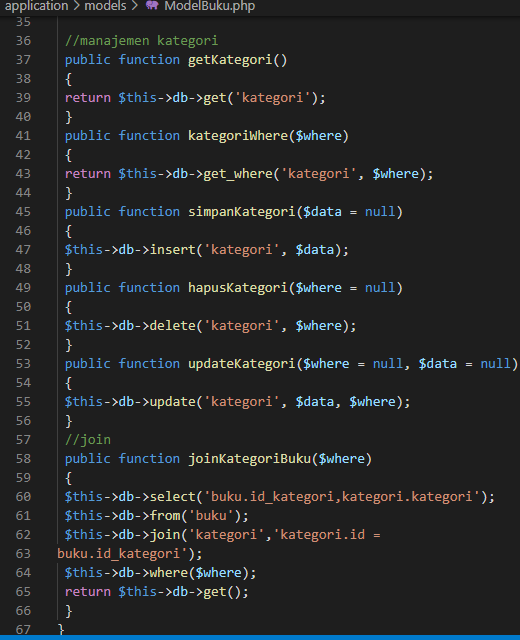 application > models > ModelBuku.php
35
36 //manajemen kategori
37 public function getKategori()
38 {
39 return $this->db->get('kategori');
40 }
41 public function kategoriWhere($where)
42 {
43 return $this->db->get_where('kategori', $where);
44 }
45 public function simpanKategori($data = null)
46 {
47 $this->db->insert('kategori', $data);
48 }
49 public function hapusKategori($where = null)
50 {
51 $this->db->delete('kategori', $where);
52 }
53 public function updateKategori($where = null, $data = null)
54 {
55 $this->db->update('kategori', $data, $where);
56 }
57 //join
58 public function joinKategoriBuku($where)
59 {
60 $this->db->select('buku.id_kategori,kategori.kategori');
61 $this->db->from('buku');
62 $this->db->join('kategori','kategori.id =
63 buku.id_kategori');
64 $this->db->where($where);
65 return $this->db->get();
66 }
67 }